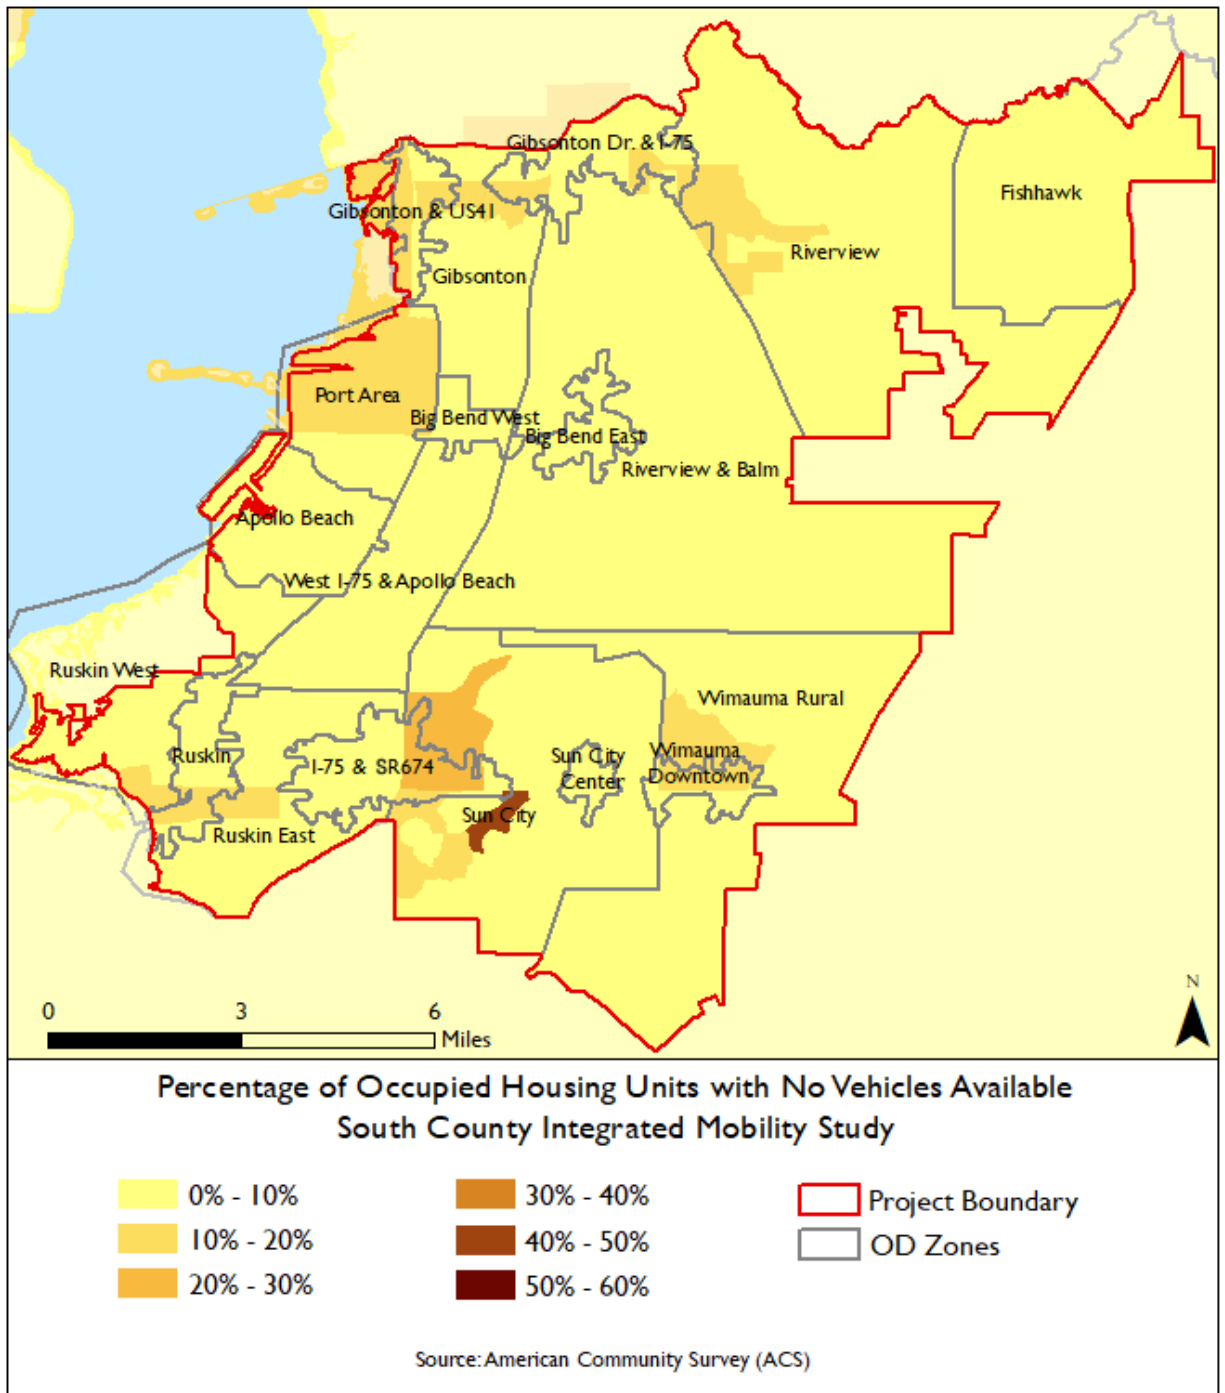 Gibsonton Dr. & I-75
Fishhawk
Gibsonton & US41
Riverview
Gibsonton
Port Area
Big Bend West
Big Bend East
Riverview & Balm
Apollo Beach
West I-75 & Apollo Beach
Ruskin West
Wimauma Rural
Ruskin
I-75 & SR674
Sun City
Center
Wimauma
Downtown
Sun City
Ruskin East
0 3 6
Miles
N
Percentage of Occupied Housing Units with No Vehicles Available
South County Integrated Mobility Study
0% - 10%
10% - 20%
20% - 30%
30% - 40%
40% - 50%
50% - 60%
Project Boundary
OD Zones
Source: American Community Survey (ACS)